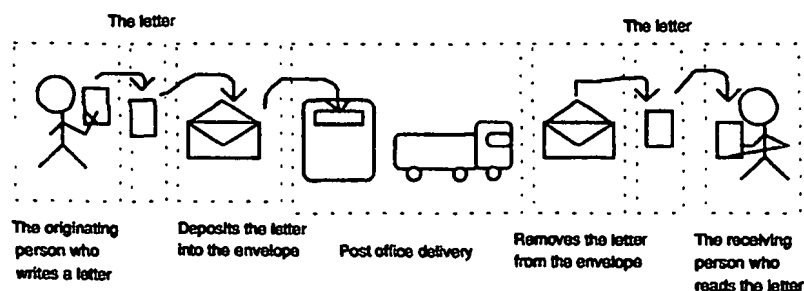 The letter
The letter
The originating
person who
writes a letter
Deposits the letter
into the envelope
Post office delivery
Removes the letter
from the envelope
The receiving
person who
reads the letter